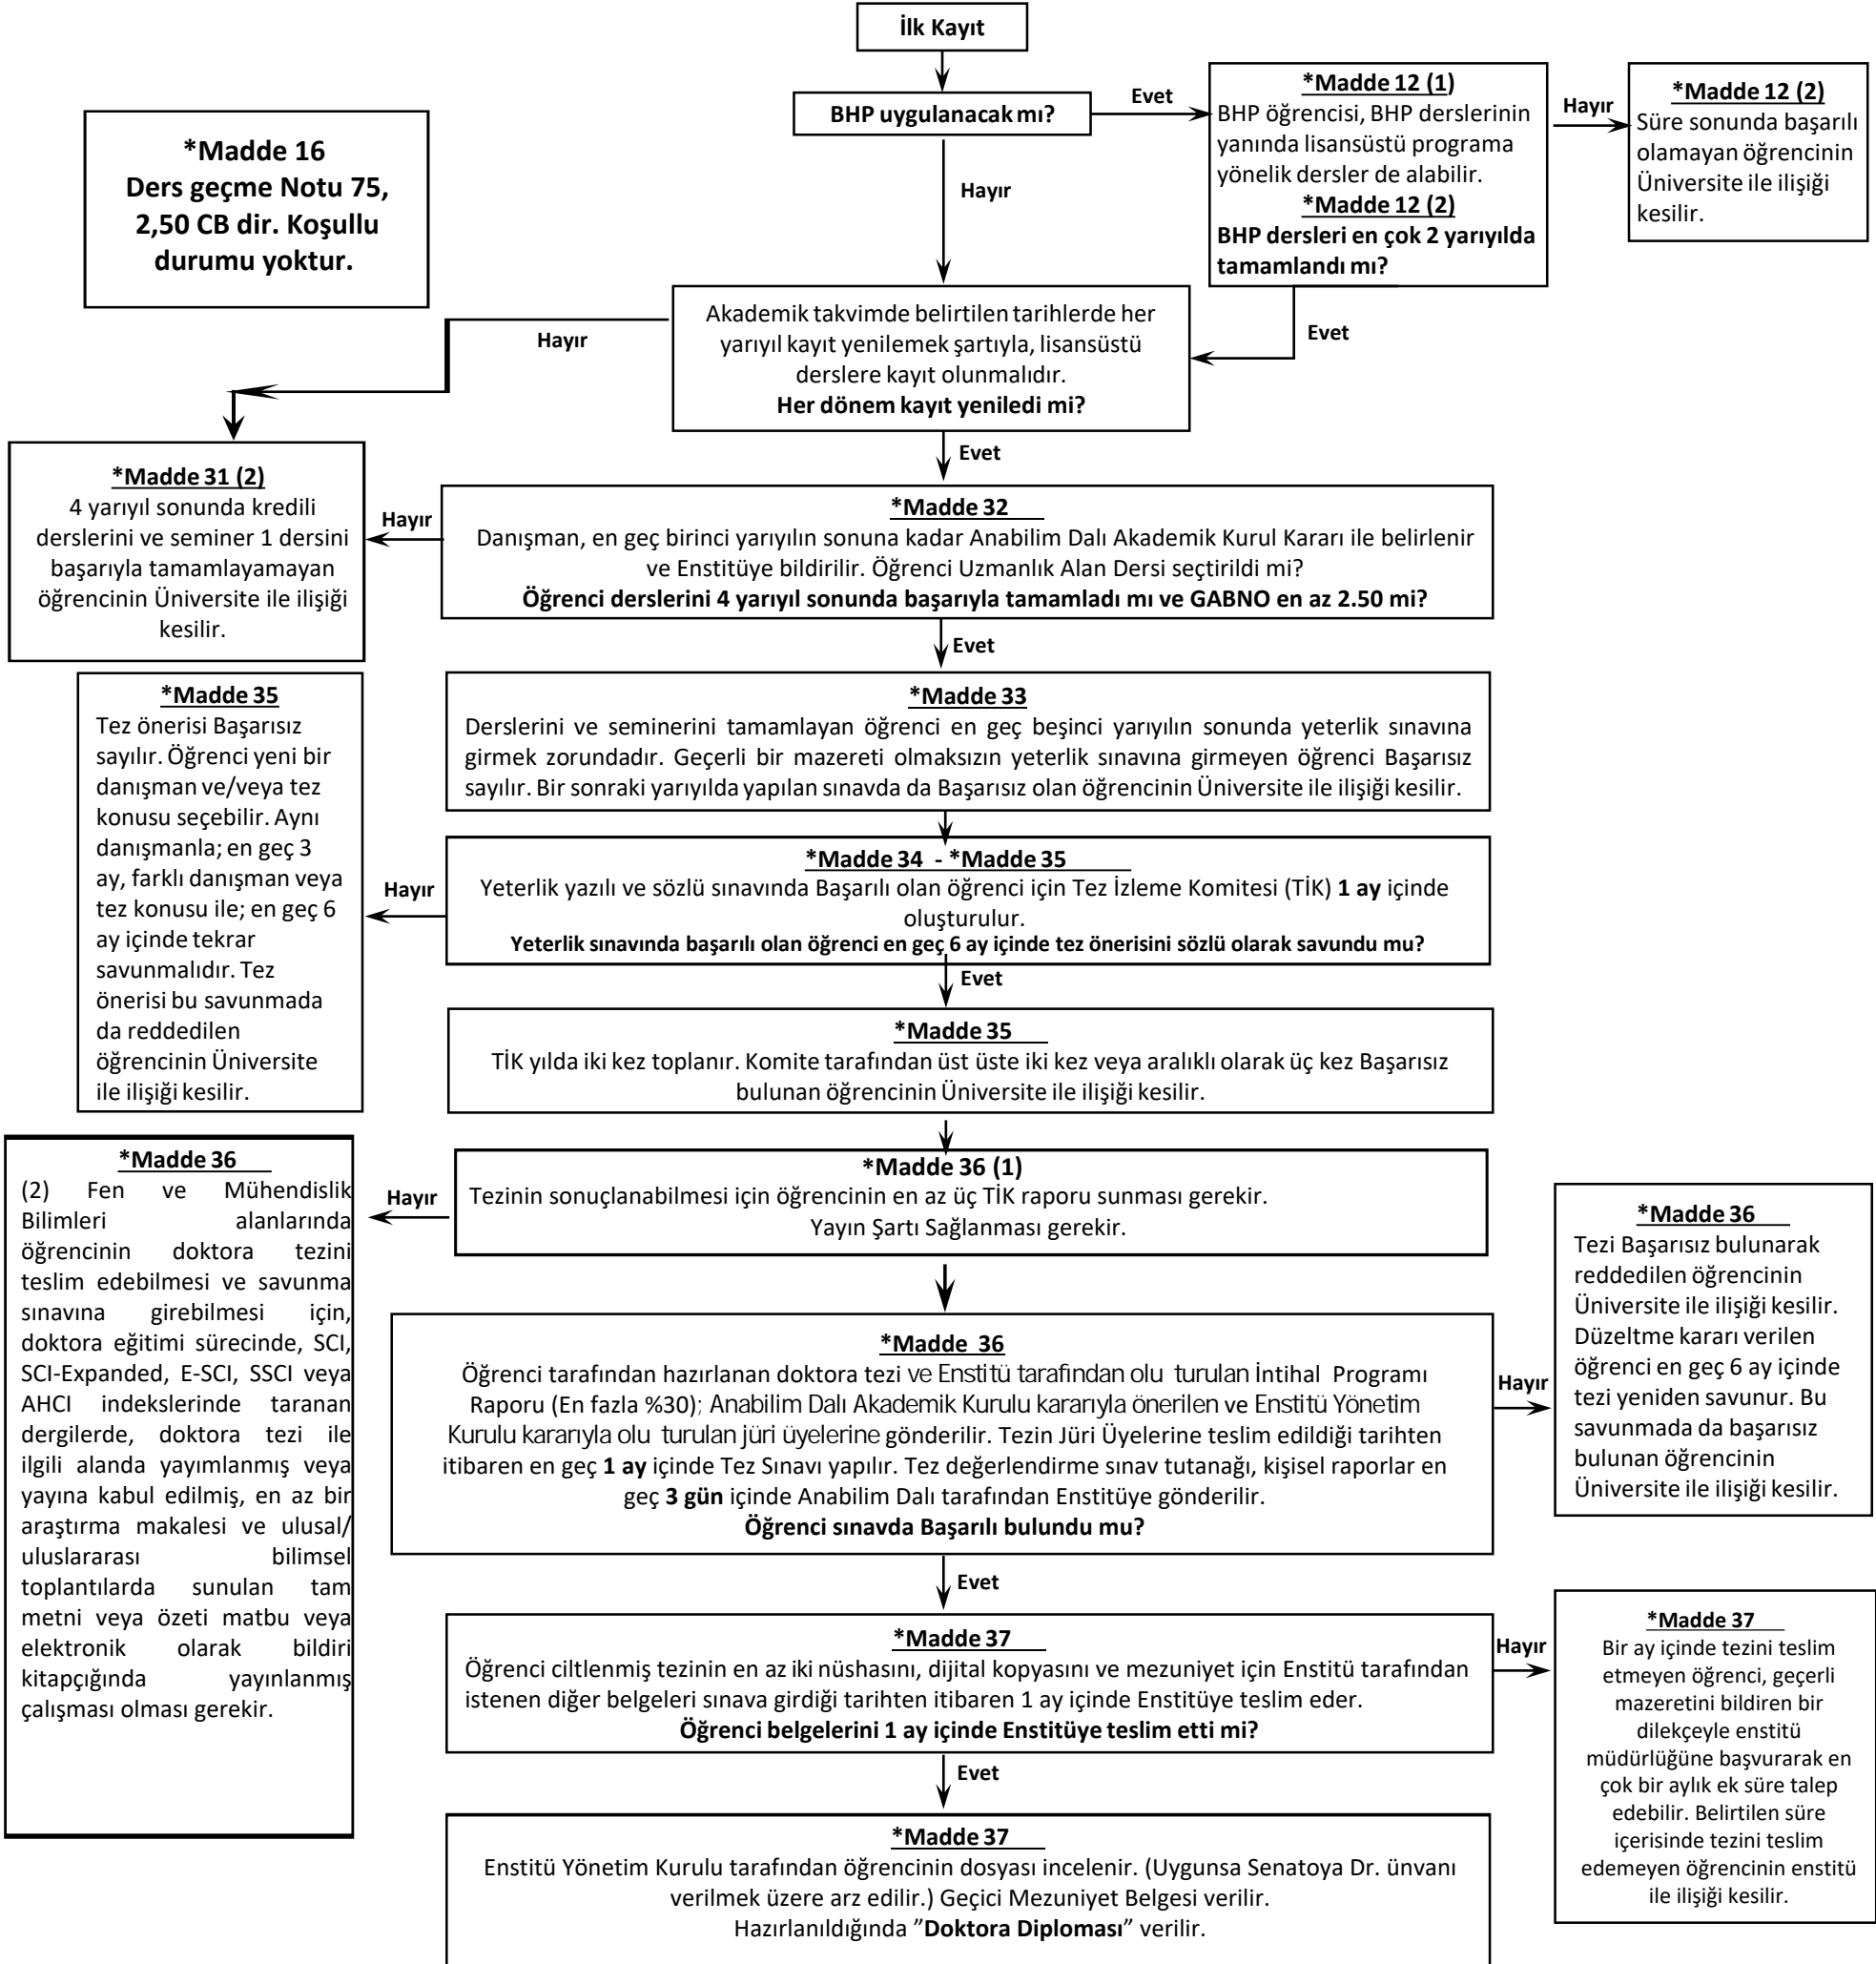 İlk Kayıt
BHP uygulanacak mı?
Evet
*Madde 12 (1)
BHP öğrencisi, BHP derslerinin
yanında lisansüstü programa
yönelik dersler de alabilir.
*Madde 12 (2)
BHP dersleri en çok 2 yarıyılda
tamamlandı mı?
Hayır
*Madde 12 (2)
Süre sonunda başarılı
olamayan öğrencinin
Üniversite ile ilişiği
kesilir.
*Madde 16
Ders geçme Notu 75,
2,50 CB dir. Koşullu
durumu yoktur.
Hayır
Evet
Akademik takvimde belirtilen tarihlerde her
yarıyıl kayıt yenilemek şartıyla, lisansüstü
derslere kayıt olunmalıdır.
Her dönem kayıt yeniledi mi?
Hayır
Evet
*Madde 31 (2)
4 yarıyıl sonunda kredili
derslerini ve seminer 1 dersini
başarıyla tamamlayamayan
öğrencinin Üniversite ile ilişiği
kesilir.
Hayır
*Madde 32
Danışman, en geç birinci yarıyılın sonuna kadar Anabilim Dalı Akademik Kurul Kararı ile belirlenir
ve Enstitüye bildirilir. Öğrenci Uzmanlık Alan Dersi seçtirildi mi?
Öğrenci derslerini 4 yarıyıl sonunda başarıyla tamamladı mı ve GABNO en az 2.50 mi?
Evet
*Madde 33
Derslerini ve seminerini tamamlayan öğrenci en geç beşinci yarıyılın sonunda yeterlik sınavına
girmek zorundadır. Geçerli bir mazereti olmaksızın yeterlik sınavına girmeyen öğrenci Başarısız
sayılır. Bir sonraki yarıyılda yapılan sınavda da Başarısız olan öğrencinin Üniversite ile ilişiği kesilir.
*Madde 35
Tez önerisi Başarısız
sayılır. Öğrenci yeni bir
danışman ve/veya tez
konusu seçebilir. Aynı
danışmanla; en geç 3
ay, farklı danışman veya
tez konusu ile; en geç 6
ay içinde tekrar
savunmalıdır. Tez
önerisi bu savunmada
da reddedilen
öğrencinin Üniversite
ile ilişiği kesilir.
Hayır
*Madde 34 - *Madde 35
Yeterlik yazılı ve sözlü sınavında Başarılı olan öğrenci için Tez İzleme Komitesi (TİK) 1 ay içinde
oluşturulur.
Yeterlik sınavında başarılı olan öğrenci en geç 6 ay içinde tez önerisini sözlü olarak savundu mu?
Evet
*Madde 35
TİK yılda iki kez toplanır. Komite tarafından üst üste iki kez veya aralıklı olarak üç kez Başarısız
bulunan öğrencinin Üniversite ile ilişiği kesilir.
*Madde 36 (1)
Tezinin sonuçlanabilmesi için öğrencinin en az üç TİK raporu sunması gerekir.
Yayın Şartı Sağlanması gerekir.
Hayır
*Madde 36
(2) Fen ve Mühendislik
Bilimleri alanlarında
öğrencinin doktora tezini
teslim edebilmesi ve savunma
sınavına girebilmesi için,
doktora eğitimi sürecinde, SCI,
SCI-Expanded, E-SCI, SSCI veya
AHCI indekslerinde taranan
dergilerde, doktora tezi ile
ilgili alanda yayımlanmış veya
yayına kabul edilmiş, en az bir
araştırma makalesi ve ulusal/
uluslararası bilimsel
toplantılarda sunulan tam
metni veya özeti matbu veya
elektronik olarak bildiri
kitapçığında yayınlanmış
çalışması olması gerekir.
*Madde 36
Öğrenci tarafından hazırlanan doktora tezi ve Enstitü tarafından olu turulan İntihal Programı
Raporu (En fazla %30); Anabilim Dalı Akademik Kurulu kararıyla önerilen ve Enstitü Yönetim
Kurulu kararıyla olu turulan jüri üyelerine gönderilir. Tezin Jüri Üyelerine teslim edildiği tarihten
itibaren en geç 1 ay içinde Tez Sınavı yapılır. Tez değerlendirme sınav tutanağı, kişisel raporlar en
geç 3 gün içinde Anabilim Dalı tarafından Enstitüye gönderilir.
Öğrenci sınavda Başarılı bulundu mu?
Hayır
*Madde 36
Tezi Başarısız bulunarak
reddedilen öğrencinin
Üniversite ile ilişiği kesilir.
Düzeltme kararı verilen
öğrenci en geç 6 ay içinde
tezi yeniden savunur. Bu
savunmada da başarısız
bulunan öğrencinin
Üniversite ile ilişiği kesilir.
Evet
*Madde 37
Öğrenci ciltlenmiş tezinin en az iki nüshasını, dijital kopyasını ve mezuniyet için Enstitü tarafından
istenen diğer belgeleri sınava girdiği tarihten itibaren 1 ay içinde Enstitüye teslim eder.
Öğrenci belgelerini 1 ay içinde Enstitüye teslim etti mi?
Hayır
*Madde 37
Bir ay içinde tezini teslim
etmeyen öğrenci, geçerli
mazeretini bildiren bir
dilekçeyle enstitü
müdürlüğüne başvurarak en
çok bir aylık ek süre talep
edebilir. Belirtilen süre
içerisinde tezini teslim
edemeyen öğrencinin enstitü
ile ilişiği kesilir.
Evet
*Madde 37
Enstitü Yönetim Kurulu tarafından öğrencinin dosyası incelenir. (Uygunsa Senatoya Dr. ünvanı
verilmek üzere arz edilir.) Geçici Mezuniyet Belgesi verilir.
Hazırlanıldığında ”Doktora Diploması” verilir.